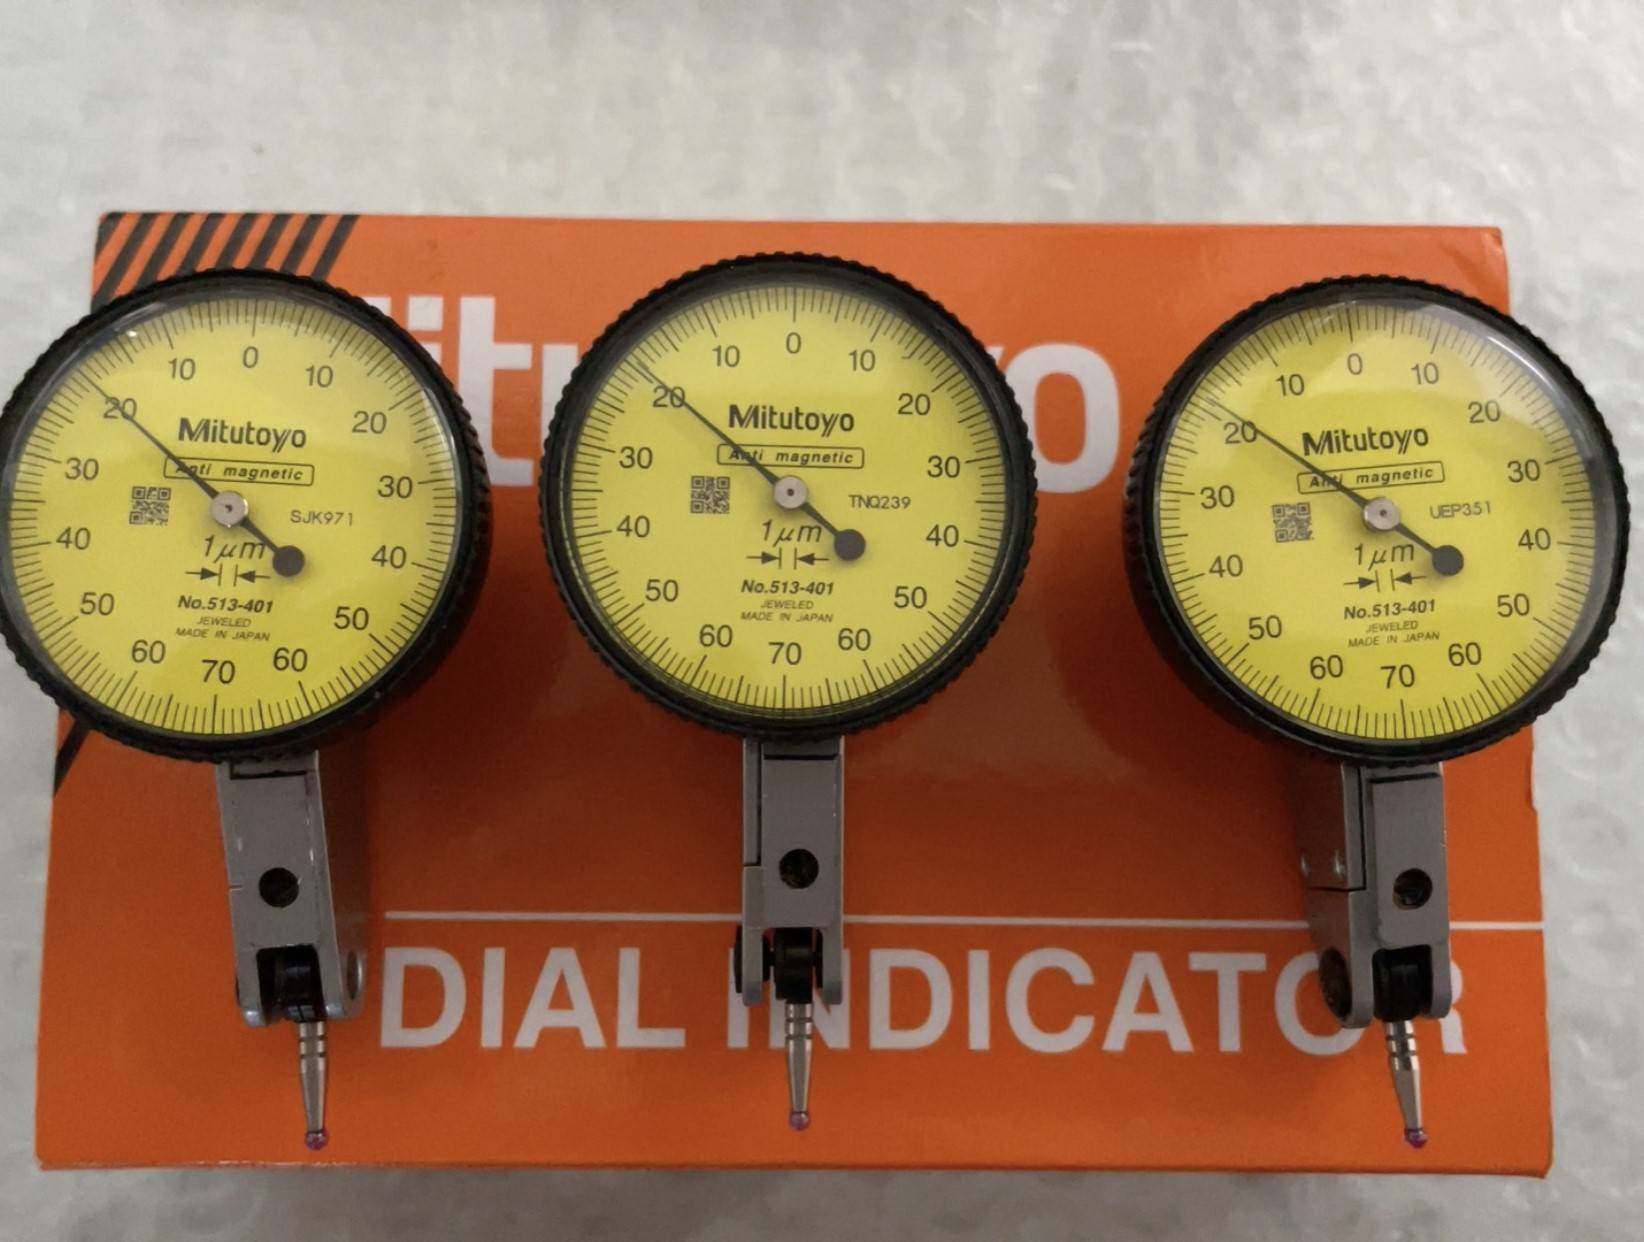 Mitutoyo
0
10 10
20 20
30 30
40 40
50 50
60 60
70
Mitutoyo
Anti magnetic
SJK971
1μm
No.513-401
JEWELED
MADE IN JAPAN
0
10 10
20 20
30 30
40 40
50 50
60 60
70
Mitutoyo
Anti magnetic
TNQ239
1μm
No.513-401
JEWELED
MADE IN JAPAN
0
10 10
20 20
30 30
40 40
50 50
60 60
70
Mitutoyo
Anti magnetic
UEP351
1μm
No.513-401
JEWELED
MADE IN JAPAN
DIAL INDICATOR